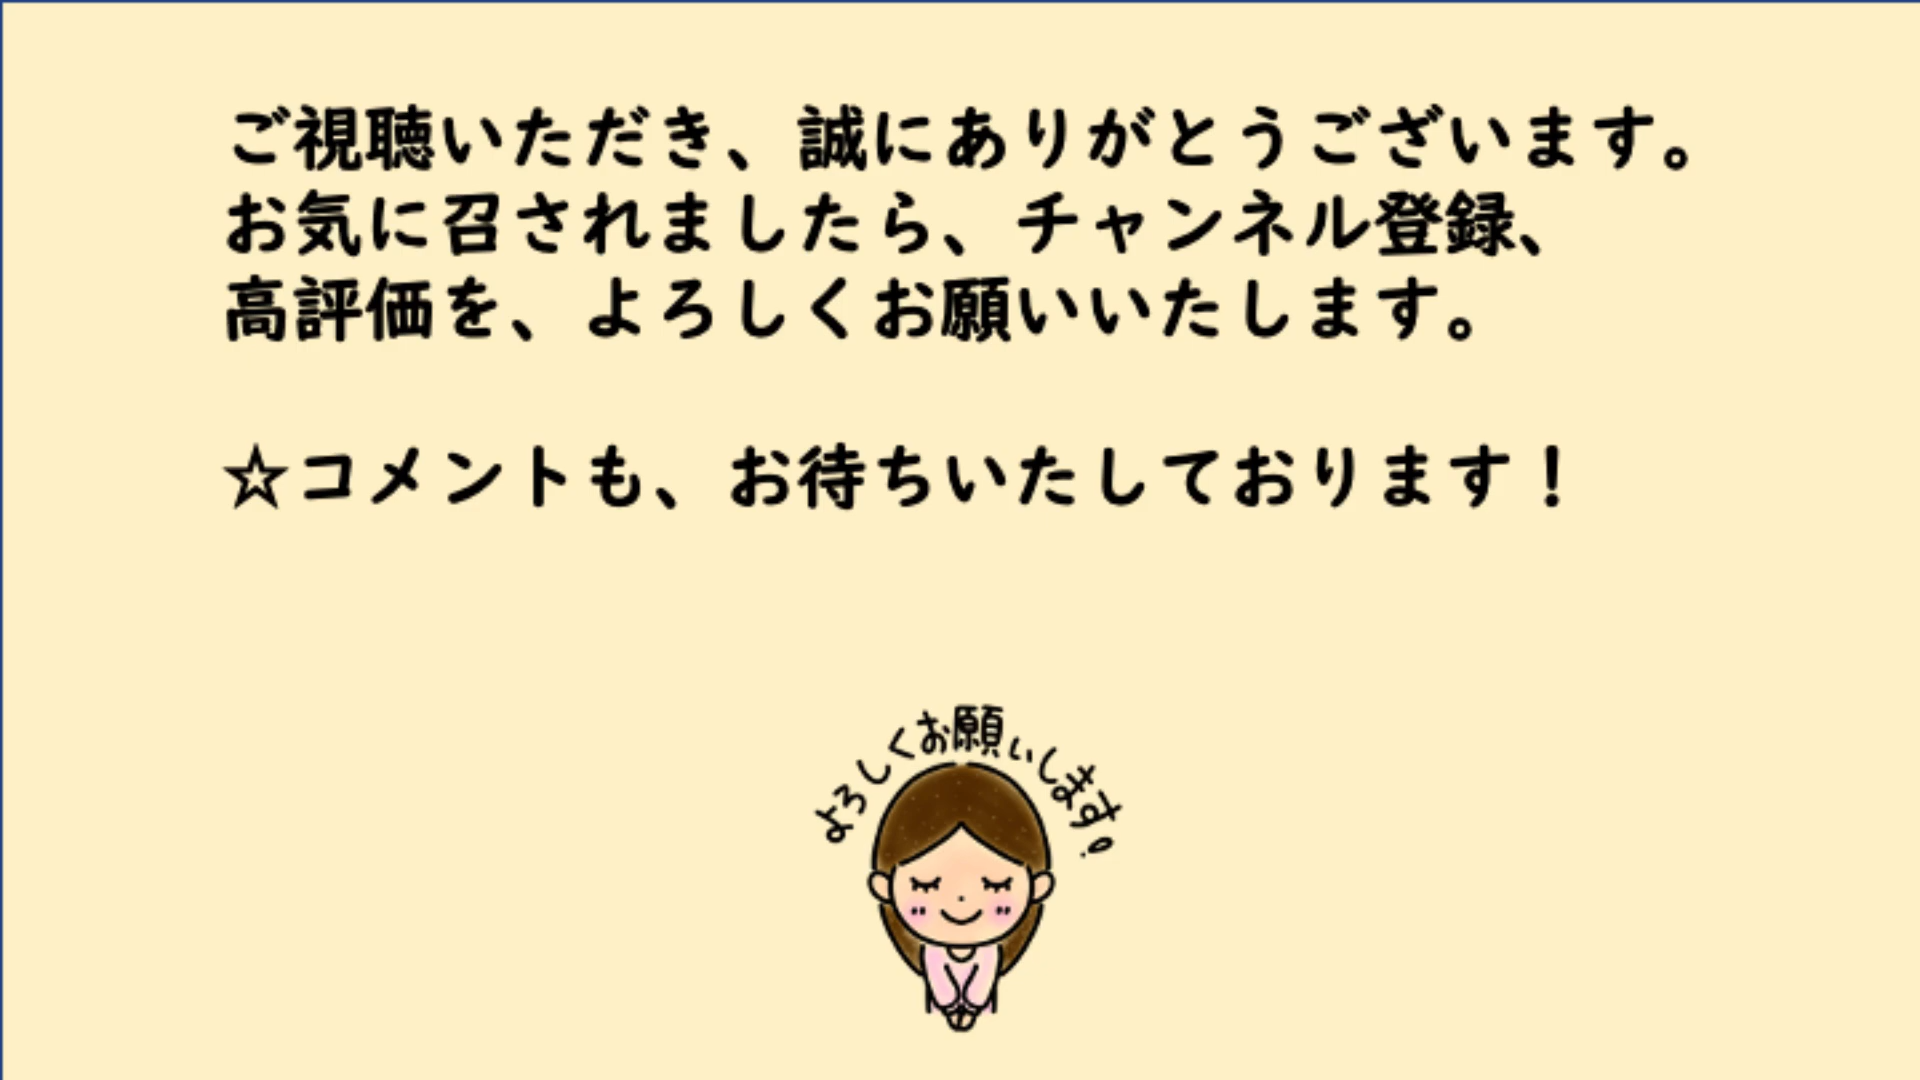 ご視聴いただき、誠にありがとうございます。
お気に召されましたら、チャンネル登録、
高評価を、よろしくお願いいたします。
☆コメントも、お待ちいたしております！
よろしくお願いします！